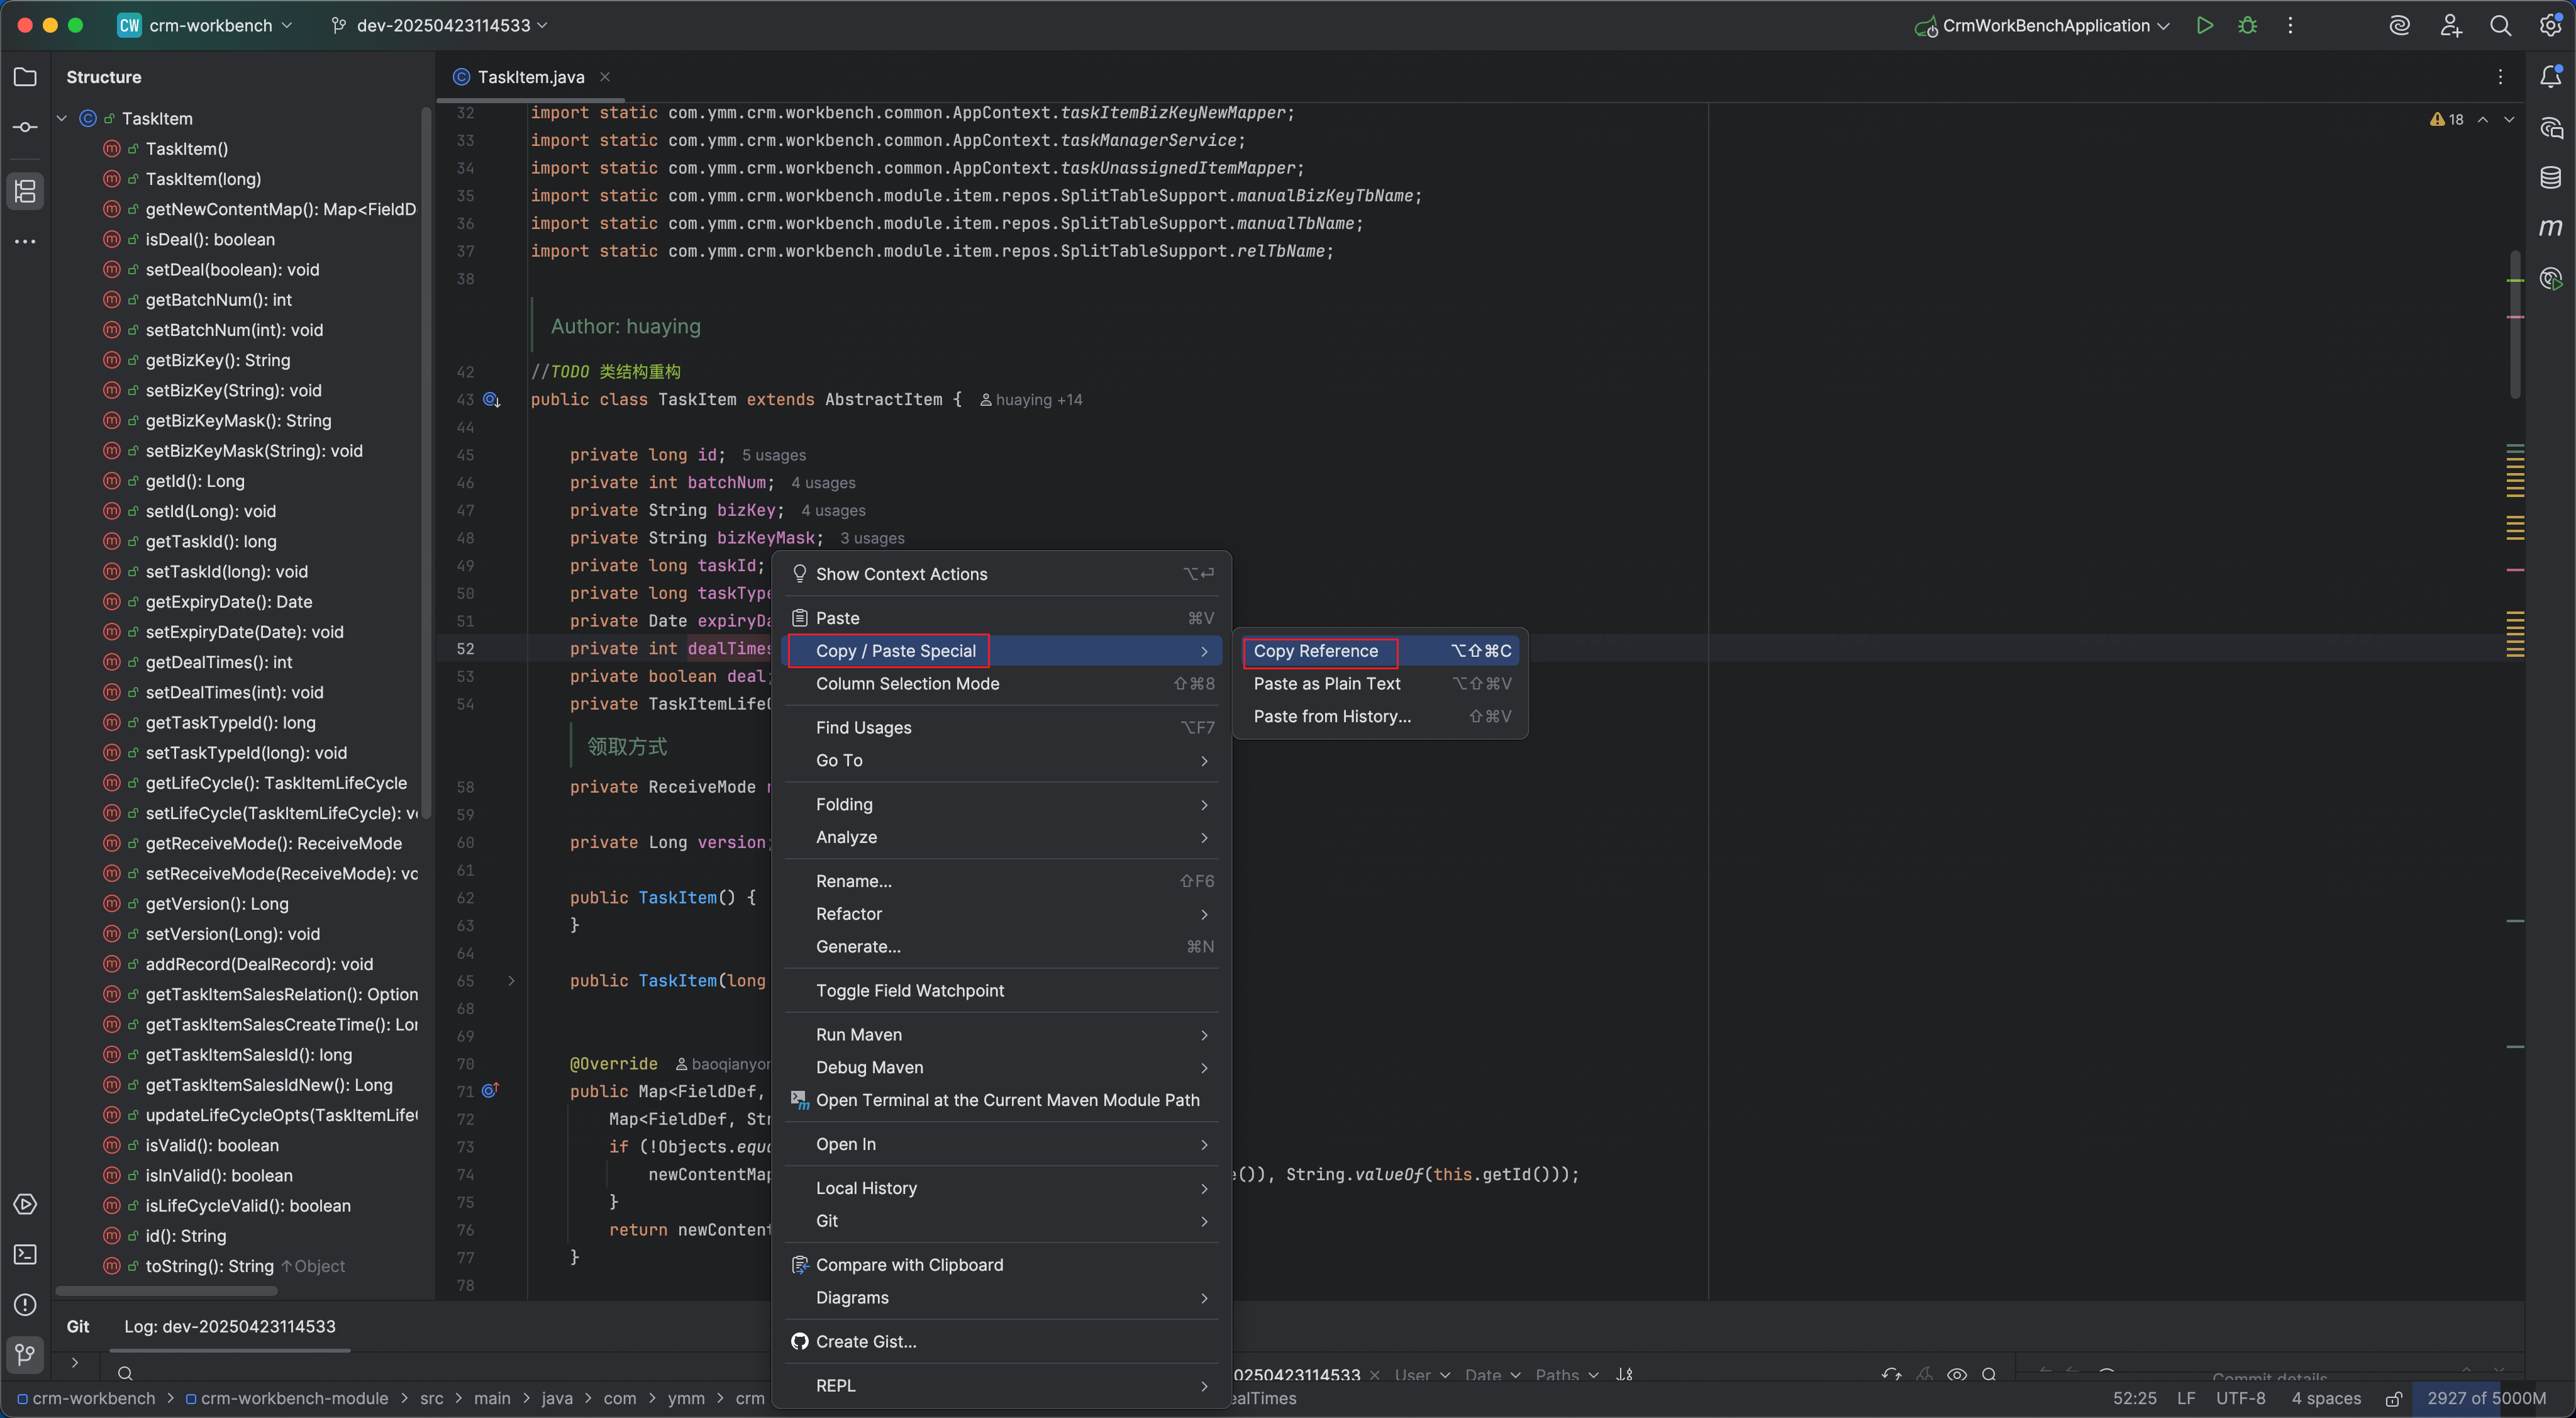 CW crm-workbench
dev-20250423114533
CrmWorkBenchApplication
Structure
TaskItem
TaskItem()
TaskItem(long)
getNewContentMap(): Map<FieldD
isDeal(): boolean
setDeal(boolean): void
getBatchNum(): int
setBatchNum(int): void
getBizKey(): String
setBizKey(String): void
getBizKeyMask(): String
setBizKeyMask(String): void
getId(): Long
setId(Long): void
getTaskId(): long
setTaskId(long): void
getExpiryDate(): Date
setExpiryDate(Date): void
getDealTimes(): int
setDealTimes(int): void
getTaskTypeId(): long
setTaskTypeId(long): void
getLifeCycle(): TaskItemLifeCycle
setLifeCycle(TaskItemLifeCycle): v
getReceiveMode(): ReceiveMode
setReceiveMode(ReceiveMode): vo
getVersion(): Long
setVersion(Long): void
addRecord(DealRecord): void
getTaskItemSalesRelation(): Option
getTaskItemSalesCreateTime(): Lo
getTaskItemSalesId(): long
getTaskItemSalesIdNew(): Long
updateLifeCycleOpts(TaskItemLife
isValid(): boolean
isInValid(): boolean
isLifeCycleValid(): boolean
id(): String
toString(): String ↑Object
TaskItem.java
18
32 import static com.ymm.crm.workbench.common.AppContext.taskItemBizKeyNewMapper;
33 import static com.ymm.crm.workbench.common.AppContext.taskManagerService;
34 import static com.ymm.crm.workbench.common.AppContext.taskUnassignedItemMapper;
35 import static com.ymm.crm.workbench.module.item.repos.SplitTableSupport.manualBizKeyTbName;
36 import static com.ymm.crm.workbench.module.item.repos.SplitTableSupport.manualTbName;
37 import static com.ymm.crm.workbench.module.item.repos.SplitTableSupport.relTbName;
38
Author: huaying
42 //TODO 类结构重构
43 public class TaskItem extends AbstractItem { huaying +14
44
45 private long id; 5 usages
46 private int batchNum; 4 usages
47 private String bizKey; 4 usages
48 private String bizKeyMask; 3 usages
49 private long taskId;
50 private long taskType
51 private Date expiryDa
52 private int dealTimes
53 private boolean deal;
54 private TaskItemLife
领取方式
58 private ReceiveMode
59
60 private Long version;
61
62 public TaskItem() {
63 }
64
65 public TaskItem(long
68
69
70 @Override baoqianyo
71 public Map<FieldDef,
72 Map<FieldDef, Str
73 if (!Objects.equa
74 newContentMap e()), String.valueOf(this.getId()));
75 }
76 return newContent
77 }
78
Show Context Actions ⌥⏎
Paste ⌘V
Copy / Paste Special
Column Selection Mode ⇧⌘8
Find Usages ⌥F7
Go To
Folding
Analyze
Rename... ⇧F6
Refactor
Generate... ⌘N
Toggle Field Watchpoint
Run Maven
Debug Maven
Open Terminal at the Current Maven Module Path
Open In
Local History
Git
Compare with Clipboard
Diagrams
Create Gist...
REPL
Copy Reference ⌥⇧⌘C
Paste as Plain Text ⌥⇧⌘V
Paste from History... ⇧⌘V
Git Log: dev-20250423114533
0250423114533 User Date Paths
Commit details
crm-workbench > crm-workbench-module > src > main > java > com > ymm > crm ealTimes
52:25 LF UTF-8 4 spaces 2927 of 5000M